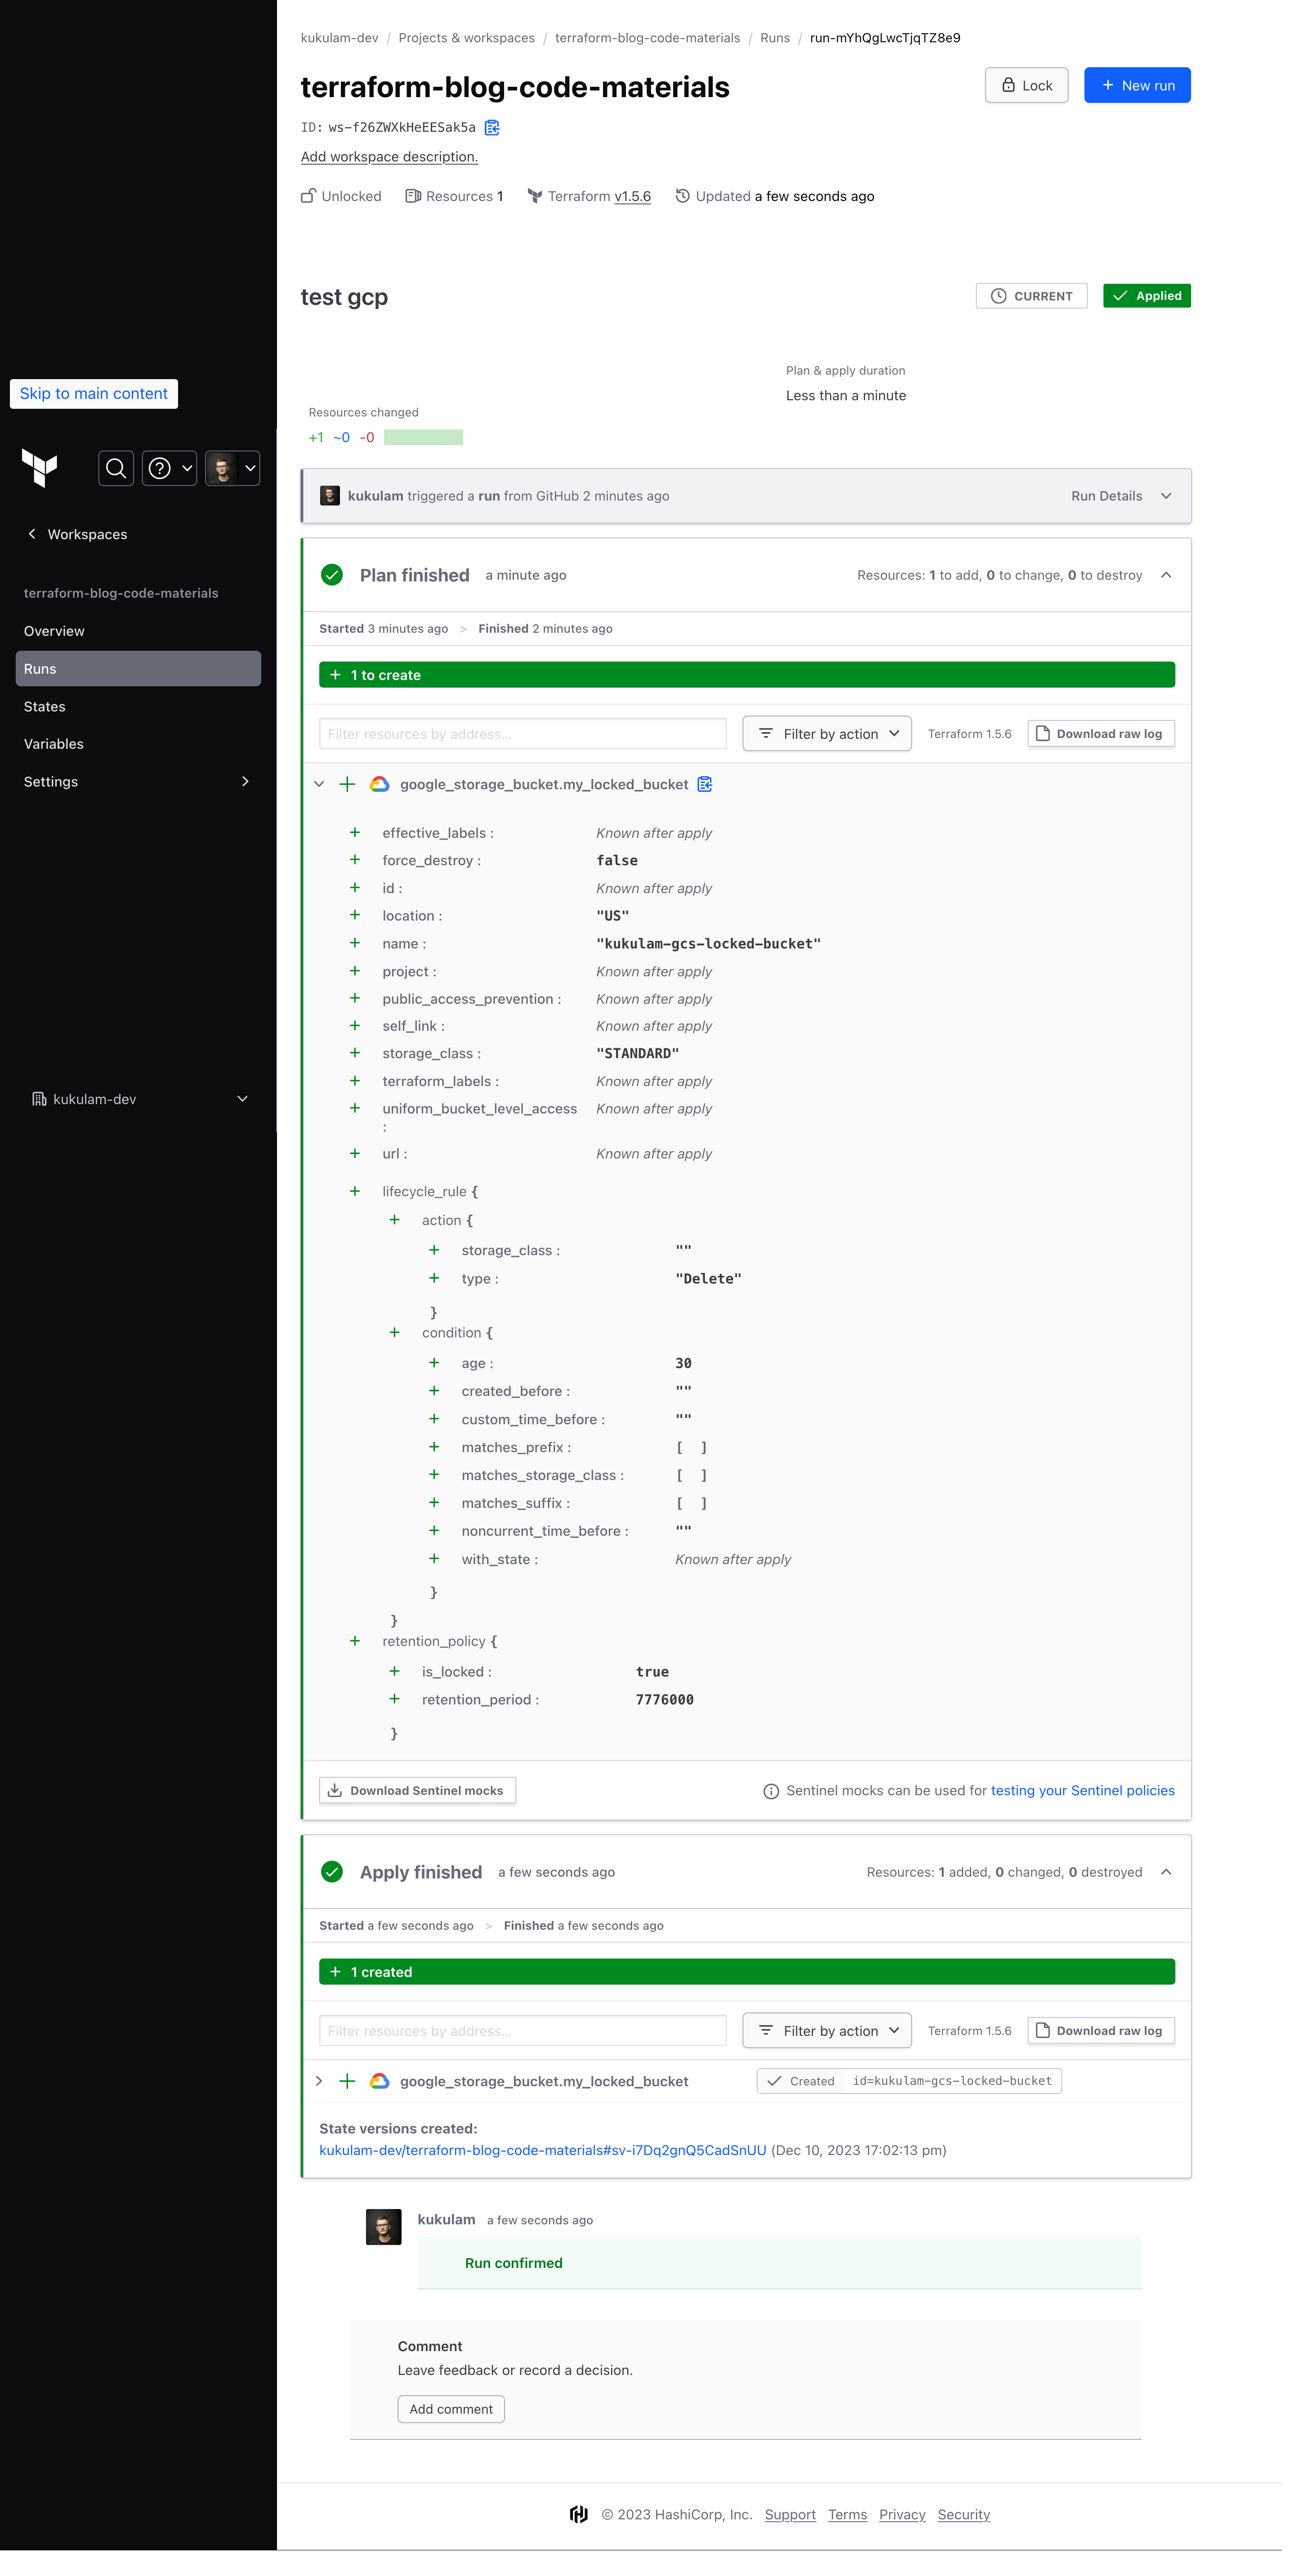 kukulam-dev / Projects & workspaces / terraform-blog-code-materials / Runs / run-mYhQgLwcTjqTZ8e9
terraform-blog-code-materials
Lock
+ New run
ID: ws-f26ZWXkHeEESak5a
Add workspace description.
Unlocked Resources 1 Terraform v1.5.6 Updated a few seconds ago
test gcp
CURRENT
Applied
Plan & apply duration
Less than a minute
Skip to main content
Resources changed
+1 ~0 -0
Workspaces
terraform-blog-code-materials
Overview
Runs
States
Variables
Settings
kukulam-dev
kukulam triggered a run from GitHub 2 minutes ago Run Details
Plan finished a minute ago Resources: 1 to add, 0 to change, 0 to destroy
Started 3 minutes ago > Finished 2 minutes ago
+ 1 to create
Filter resources by address... Filter by action Terraform 1.5.6 Download raw log
+ google_storage_bucket.my_locked_bucket
+ effective_labels : Known after apply
+ force_destroy : false
+ id : Known after apply
+ location : "US"
+ name : "kukulam-gcs-locked-bucket"
+ project : Known after apply
+ public_access_prevention : Known after apply
+ self_link : Known after apply
+ storage_class : "STANDARD"
+ terraform_labels : Known after apply
+ uniform_bucket_level_access Known after apply
:
+ url : Known after apply
+ lifecycle_rule {
+ action {
+ storage_class : ""
+ type : "Delete"
}
+ condition {
+ age : 30
+ created_before : ""
+ custom_time_before : ""
+ matches_prefix : [ ]
+ matches_storage_class : [ ]
+ matches_suffix : [ ]
+ noncurrent_time_before : ""
+ with_state : Known after apply
}
}
+ retention_policy {
+ is_locked : true
+ retention_period : 7776000
}
Download Sentinel mocks Sentinel mocks can be used for testing your Sentinel policies
Apply finished a few seconds ago Resources: 1 added, 0 changed, 0 destroyed
Started a few seconds ago > Finished a few seconds ago
+ 1 created
Filter resources by address... Filter by action Terraform 1.5.6 Download raw log
+ google_storage_bucket.my_locked_bucket Created id=kukulam-gcs-locked-bucket
State versions created:
kukulam-dev/terraform-blog-code-materials#sv-i7Dq2gnQ5CadSnUU (Dec 10, 2023 17:02:13 pm)
kukulam a few seconds ago
Run confirmed
Comment
Leave feedback or record a decision.
Add comment
© 2023 HashiCorp, Inc. Support Terms Privacy Security